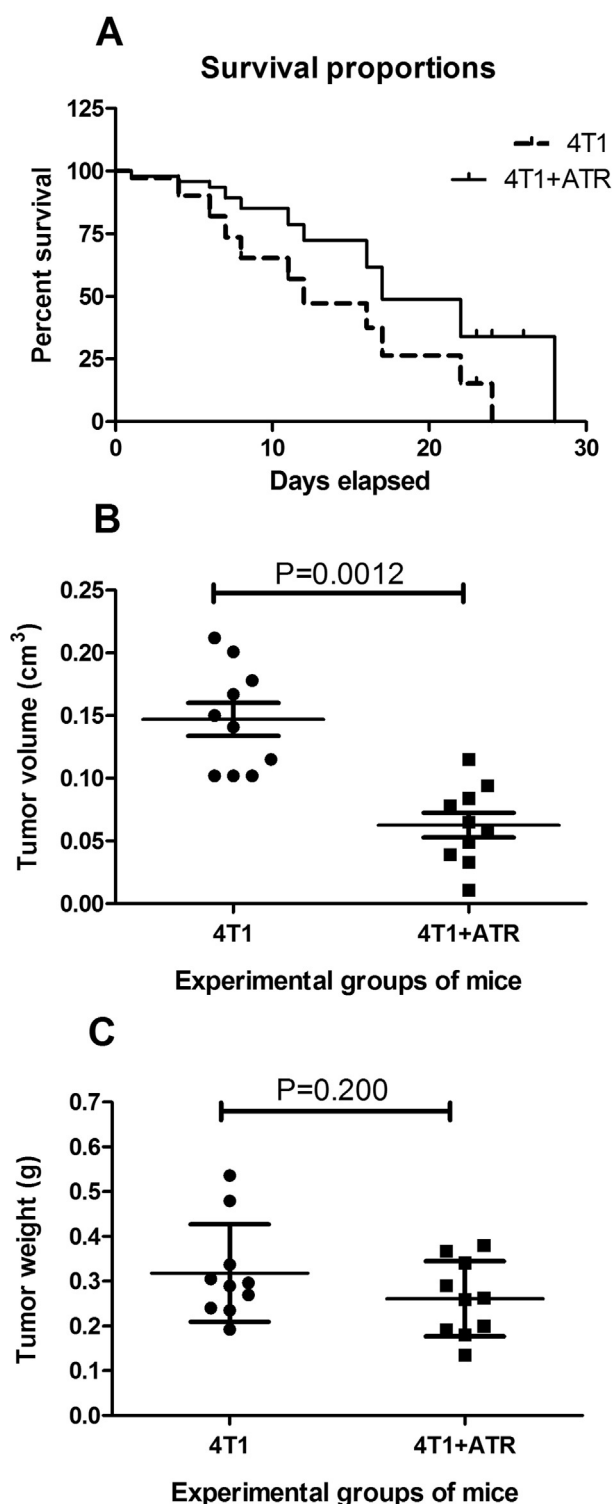 A
Survival proportions
125
100
75
50
25
0
Percent survival
4T1
4T1+ATR
0 10 20 30
Days elapsed
B
P=0.0012
0.25
0.20
0.15
0.10
0.05
0.00
Tumor volume (cm³)
4T1 4T1+ATR
Experimental groups of mice
C
P=0.200
0.7
0.6
0.5
0.4
0.3
0.2
0.1
0.0
Tumor weight (g)
4T1 4T1+ATR
Experimental groups of mice